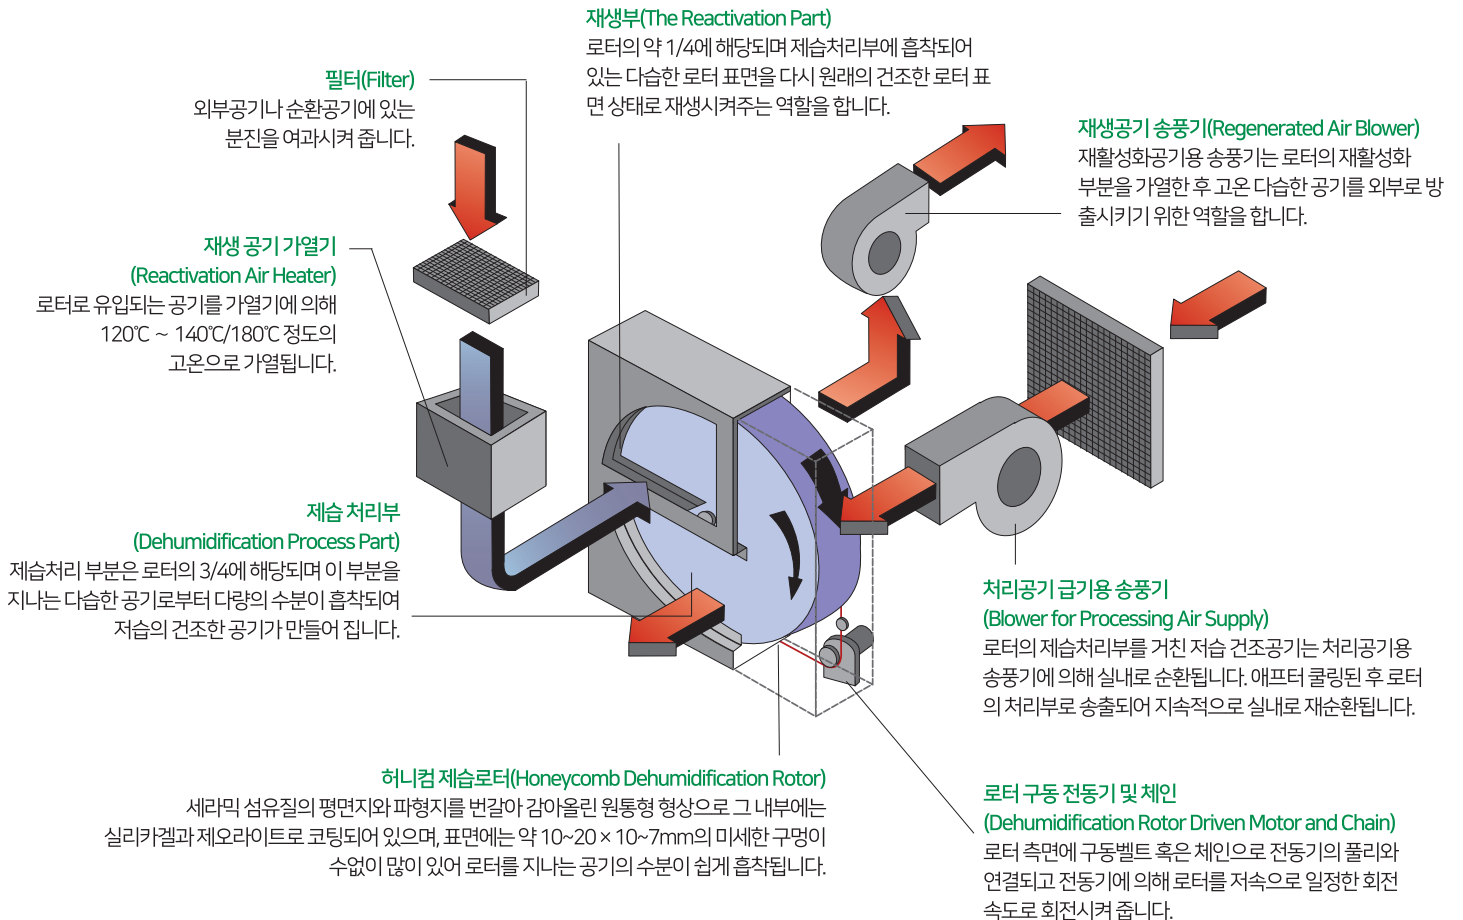 재생부(The Reactivation Part)
로터의 약 1/4에 해당되며 제습처리부에 흡착되어
있는 다습한 로터 표면을 다시 원래의 건조한 로터 표
면 상태로 재생시켜주는 역할을 합니다.
필터(Filter)
외부공기나 순환공기에 있는
분진을 여과시켜 줍니다.
재생공기 송풍기(Regenerated Air Blower)
재활성화공기용 송풍기는 로터의 재활성화
부분을 가열한 후 고온 다습한 공기를 외부로 방
출시키기 위한 역할을 합니다.
재생 공기 가열기
(Reactivation Air Heater)
로터로 유입되는 공기를 가열기에 의해
120℃ ~ 140℃/180℃ 정도의
고온으로 가열됩니다.
제습 처리부
(Dehumidification Process Part)
제습처리 부분은 로터의 3/4에 해당되며 이 부분을
지나는 다습한 공기로부터 다량의 수분이 흡착되여
저습의 건조한 공기가 만들어 집니다.
처리공기 급기용 송풍기
(Blower for Processing Air Supply)
로터의 제습처리부를 거친 저습 건조공기는 처리공기용
송풍기에 의해 실내로 순환됩니다. 애프터 쿨링된 후 로터
의 처리부로 송출되어 지속적으로 실내로 재순환됩니다.
허니컴 제습로터(Honeycomb Dehumidification Rotor)
세라믹 섬유질의 평면지와 파형지를 번갈아 감아올린 원통형 형상으로 그 내부에는
실리카겔과 제오라이트로 코팅되어 있으며, 표면에는 약 10~20 × 10~7mm의 미세한 구멍이
수없이 많이 있어 로터를 지나는 공기의 수분이 쉽게 흡착됩니다.
로터 구동 전동기 및 체인
(Dehumidification Rotor Driven Motor and Chain)
로터 측면에 구동벨트 혹은 체인으로 전동기의 풀리와
연결되고 전동기에 의해 로터를 저속으로 일정한 회전
속도로 회전시켜 줍니다.